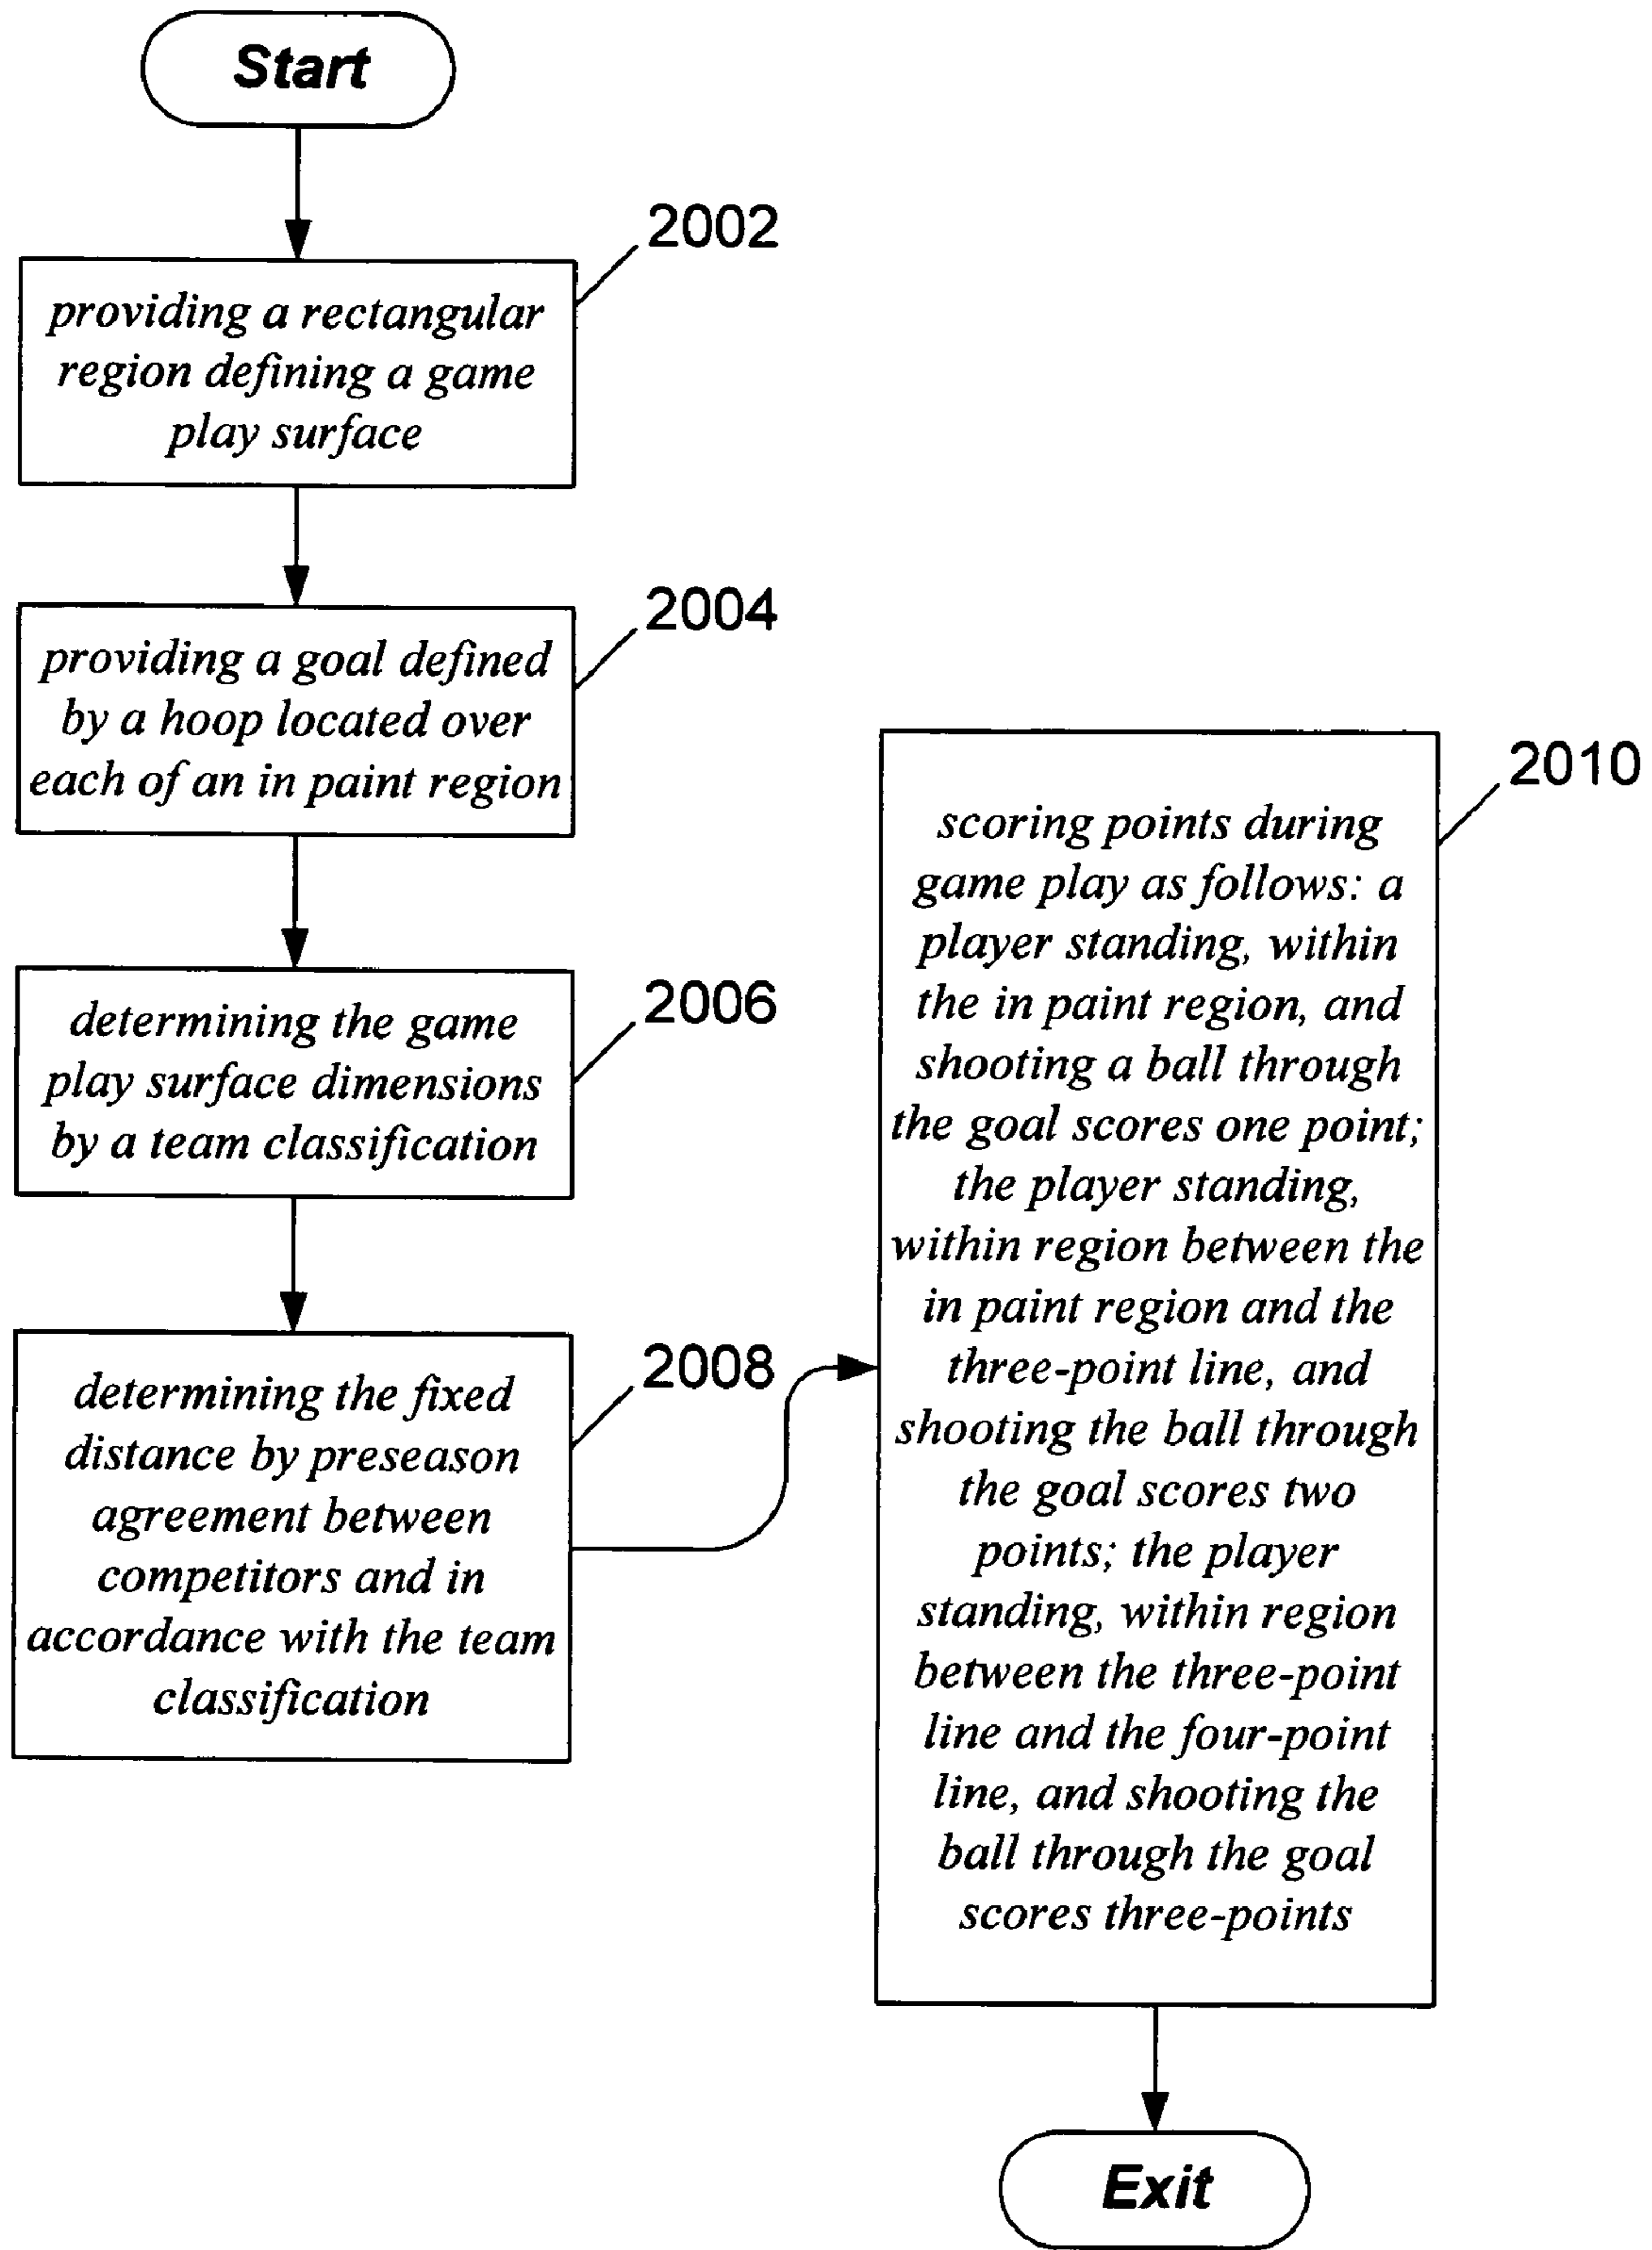 Start
2002
providing a rectangular
region defining a game
play surface
2004
providing a goal defined
by a hoop located over
each of an in paint region
2006
determining the game
play surface dimensions
by a team classification
2008
determining the fixed
distance by preseason
agreement between
competitors and in
accordance with the team
classification
2010
scoring points during
game play as follows: a
player standing, within
the in paint region, and
shooting a ball through
the goal scores one point;
the player standing,
within region between the
in paint region and the
three-point line, and
shooting the ball through
the goal scores two
points; the player
standing, within region
between the three-point
line and the four-point
line, and shooting the
ball through the goal
scores three-points
Exit